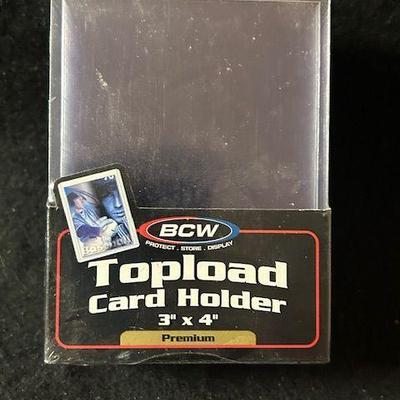 BCW
PROTECT . STORE . DISPLAY
Topload
Card Holder
3" x 4"
Premium